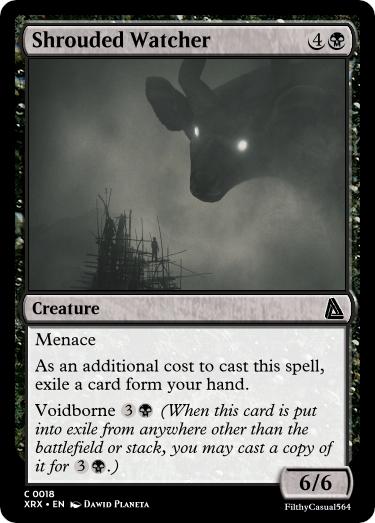 Shrouded Watcher 4
Creature
Menace
As an additional cost to cast this spell,
exile a card form your hand.
Voidborne 3 (When this card is put
into exile from anywhere other than the
battlefield or stack, you may cast a copy of
it for 3 .)
6/6
C 0018
XRX • EN Dawid Planeta
FilthyCasual564